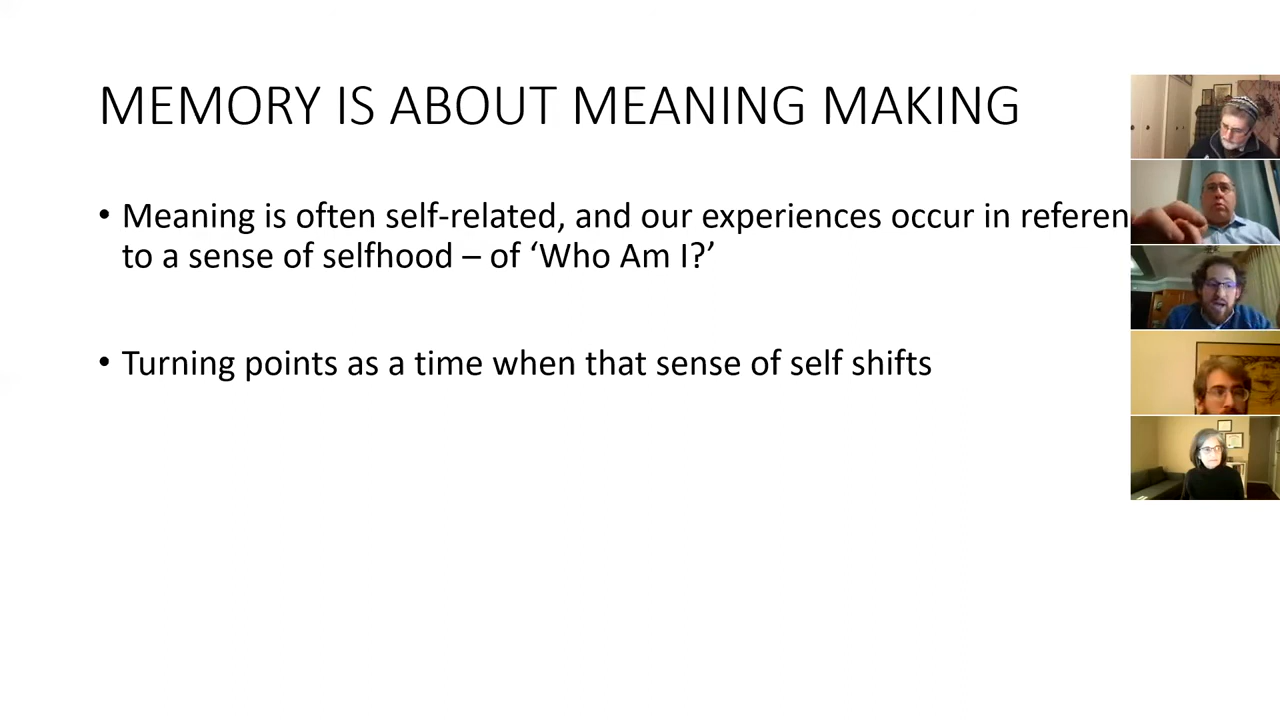 MEMORY IS ABOUT MEANING MAKING
• Meaning is often self-related, and our experiences occur in referen
to a sense of selfhood – of ‘Who Am I?’
• Turning points as a time when that sense of self shifts